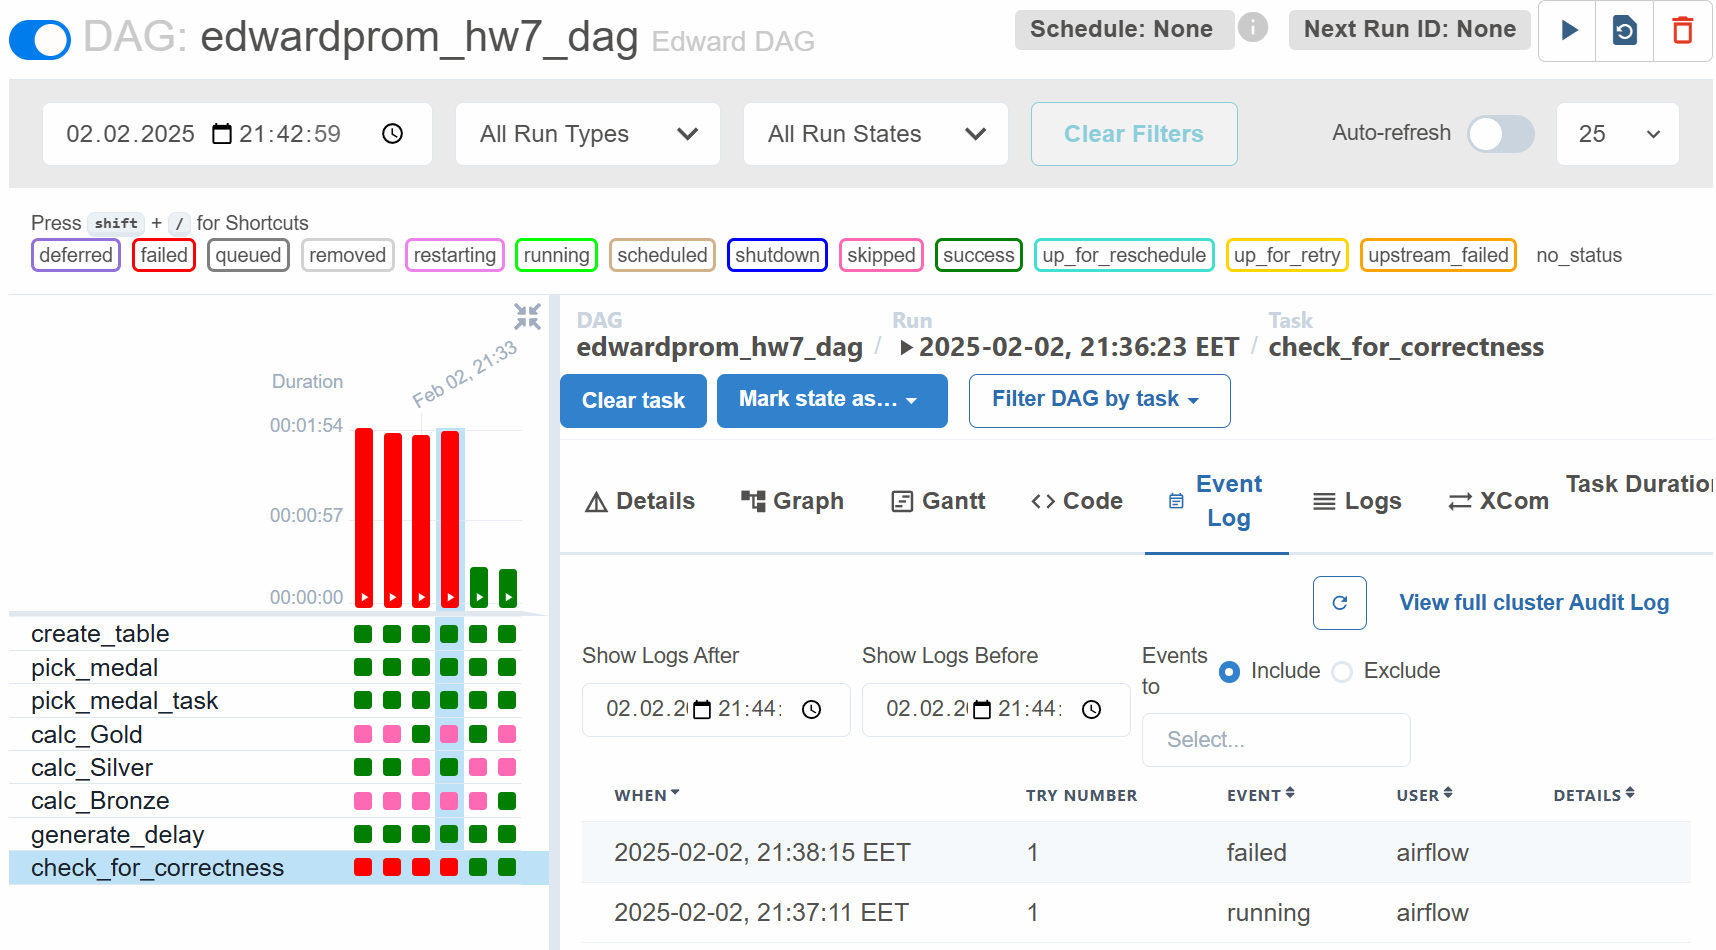 DAG: edwardprom_hw7_dag Edward DAG
Schedule: None
Next Run ID: None
02.02.2025 21:42:59
All Run Types
All Run States
Clear Filters
Auto-refresh
25
Press shift + / for Shortcuts
deferred failed queued removed restarting running scheduled shutdown skipped success up_for_reschedule up_for_retry upstream_failed no_status
Duration
Feb 02, 21:33
00:01:54
00:00:57
00:00:00
create_table
pick_medal
pick_medal_task
calc_Gold
calc_Silver
calc_Bronze
generate_delay
check_for_correctness
DAG Run Task
edwardprom_hw7_dag / 2025-02-02, 21:36:23 EET / check_for_correctness
Clear task
Mark state as…
Filter DAG by task
Details
Graph
Gantt
Code
Event
Log
Logs
XCom
Task Duration
View full cluster Audit Log
Show Logs After
02.02.2 21:44:
Show Logs Before
02.02.2 21:44:
Events
to
Include
Exclude
Select...
WHEN TRY NUMBER EVENT USER DETAILS
2025-02-02, 21:38:15 EET 1 failed airflow
2025-02-02, 21:37:11 EET 1 running airflow